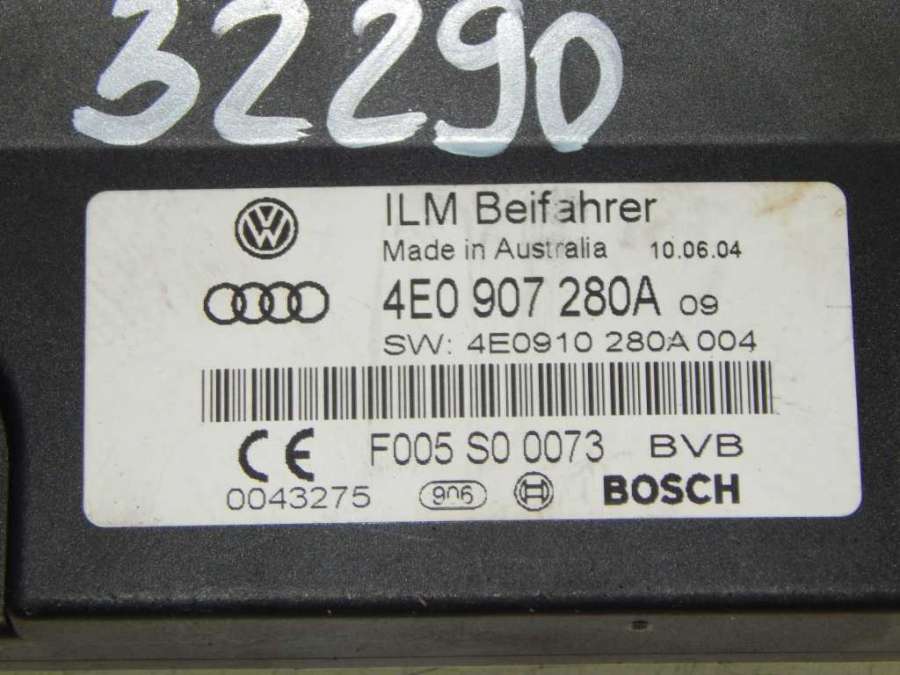 32290
ILM Beifahrer
Made in Australia 10.06.04
4E0 907 280A 09
SW: 4E0910 280A 004
CE F005 S0 0073 BVB
0043275 906 BOSCH